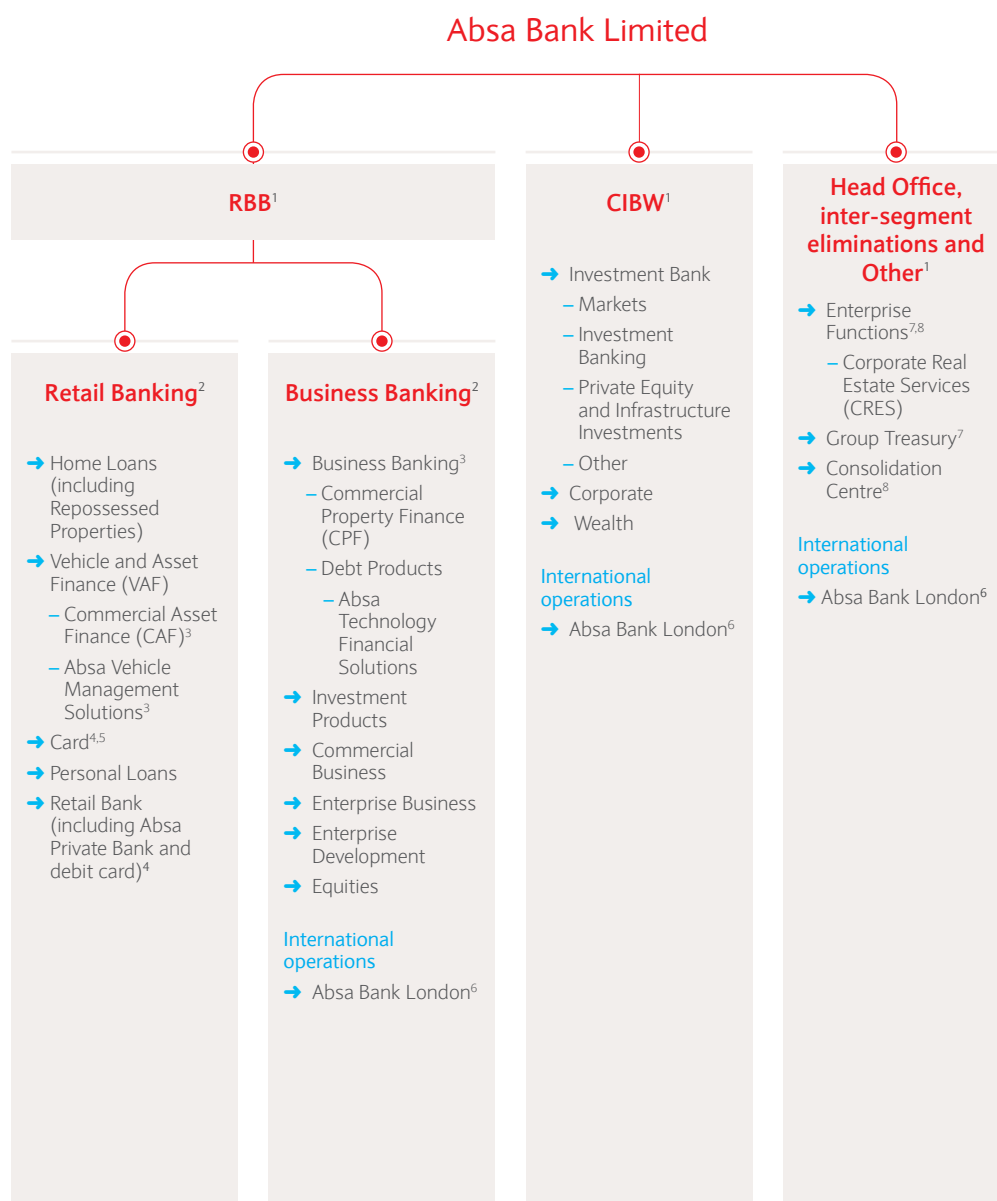 Absa Bank Limited
RBB¹
Retail Banking²
➜ Home Loans
(including
Repossessed
Properties)
➜ Vehicle and Asset
Finance (VAF)
– Commercial Asset
Finance (CAF)³
– Absa Vehicle
Management
Solutions³
➜ Card⁴,⁵
➜ Personal Loans
➜ Retail Bank
(including Absa
Private Bank and
debit card)⁴
Business Banking²
➜ Business Banking³
– Commercial
Property Finance
(CPF)
– Debt Products
– Absa
Technology
Financial
Solutions
➜ Investment
Products
➜ Commercial
Business
➜ Enterprise Business
➜ Enterprise
Development
➜ Equities
International
operations
➜ Absa Bank London⁶
CIBW¹
➜ Investment Bank
– Markets
– Investment
Banking
– Private Equity
and Infrastructure
Investments
– Other
➜ Corporate
➜ Wealth
International
operations
➜ Absa Bank London⁶
Head Office,
inter-segment
eliminations and
Other¹
➜ Enterprise
Functions⁷,⁸
– Corporate Real
Estate Services
(CRES)
➜ Group Treasury⁷
➜ Consolidation
Centre⁸
International
operations
➜ Absa Bank London⁶